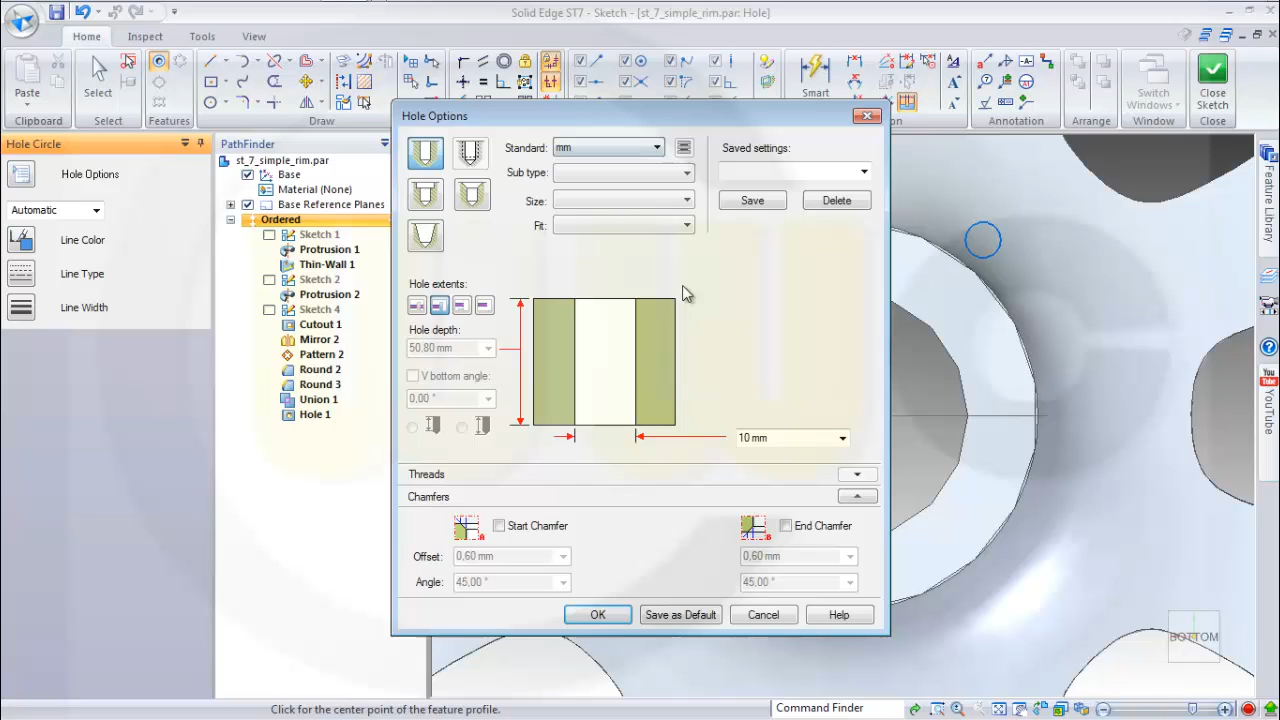 Solid Edge ST7 - Sketch - [st_7_simple_rim.par: Hole]
Home Inspect Tools View
Paste
Select
Smart
Switch Windows
Close Sketch
Clipboard Select Features Draw Arrange Window Close
Annotation
Hole Circle
Hole Options
Automatic
Line Color
Line Type
Line Width
PathFinder
st_7_simple_rim.par
Base
Material (None)
Base Reference Planes
Ordered
Sketch 1
Protrusion 1
Thin-Wall 1
Sketch 2
Protrusion 2
Sketch 4
Cutout 1
Mirror 2
Pattern 2
Round 2
Round 3
Union 1
Hole 1
Hole Options
Standard: mm
Sub type:
Size:
Fit:
Saved settings:
Save Delete
Hole extents:
Hole depth:
50,80 mm
V bottom angle:
0,00 °
10 mm
Threads
Chamfers
Start Chamfer End Chamfer
Offset: 0,60 mm 0,60 mm
Angle: 45,00 ° 45,00 °
OK Save as Default Cancel Help
Feature Library
YouTube
You Tube
BOTTOM
Click for the center point of the feature profile.
Command Finder